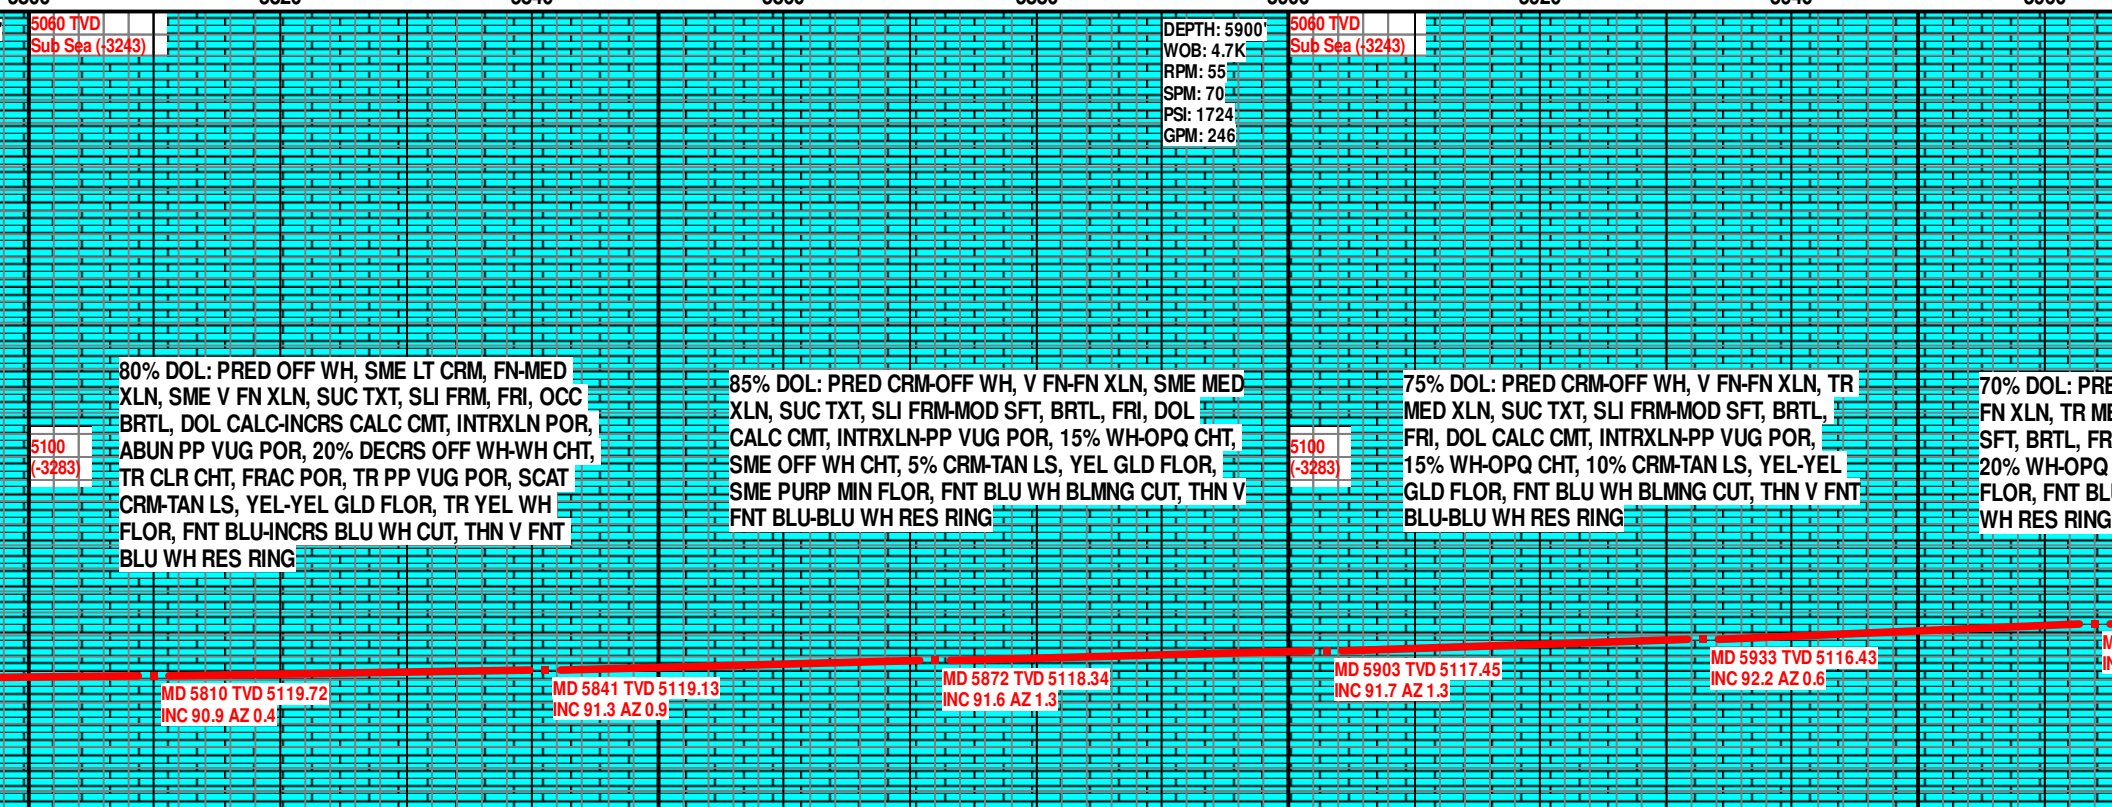 5060 TVD
Sub Sea (-3243)
DEPTH: 5900'
WOB: 4.7K
RPM: 55
SPM: 70
PSI: 1724
GPM: 246
5060 TVD
Sub Sea (-3243)
80% DOL: PRED OFF WH, SME LT CRM, FN-MED
XLN, SME V FN XLN, SUC TXT, SLI FRM, FRI, OCC
BRTL, DOL CALC-INCRS CALC CMT, INTRXLN POR,
ABUN PP VUG POR, 20% DECRS OFF WH-WH CHT,
TR CLR CHT, FRAC POR, TR PP VUG POR, SCAT
CRM-TAN LS, YEL-YEL GLD FLOR, TR YEL WH
FLOR, FNT BLU-INCRS BLU WH CUT, THN V FNT
BLU WH RES RING
5100
(-3283)
85% DOL: PRED CRM-OFF WH, V FN-FN XLN, SME MED
XLN, SUC TXT, SLI FRM-MOD SFT, BRTL, FRI, DOL
CALC CMT, INTRXLN-PP VUG POR, 15% WH-OPQ CHT,
SME OFF WH CHT, 5% CRM-TAN LS, YEL GLD FLOR,
SME PURP MIN FLOR, FNT BLU WH BLMNG CUT, THN V
FNT BLU-BLU WH RES RING
5100
(-3283)
75% DOL: PRED CRM-OFF WH, V FN-FN XLN, TR
MED XLN, SUC TXT, SLI FRM-MOD SFT, BRTL,
FRI, DOL CALC CMT, INTRXLN-PP VUG POR,
15% WH-OPQ CHT, 10% CRM-TAN LS, YEL-YEL
GLD FLOR, FNT BLU WH BLMNG CUT, THN V FNT
BLU-BLU WH RES RING
70% DOL: PRE
FN XLN, TR ME
SFT, BRTL, FR
20% WH-OPQ
FLOR, FNT BLU
WH RES RING
MD 5810 TVD 5119.72
INC 90.9 AZ 0.4
MD 5841 TVD 5119.13
INC 91.3 AZ 0.9
MD 5872 TVD 5118.34
INC 91.6 AZ 1.3
MD 5903 TVD 5117.45
INC 91.7 AZ 1.3
MD 5933 TVD 5116.43
INC 92.2 AZ 0.6